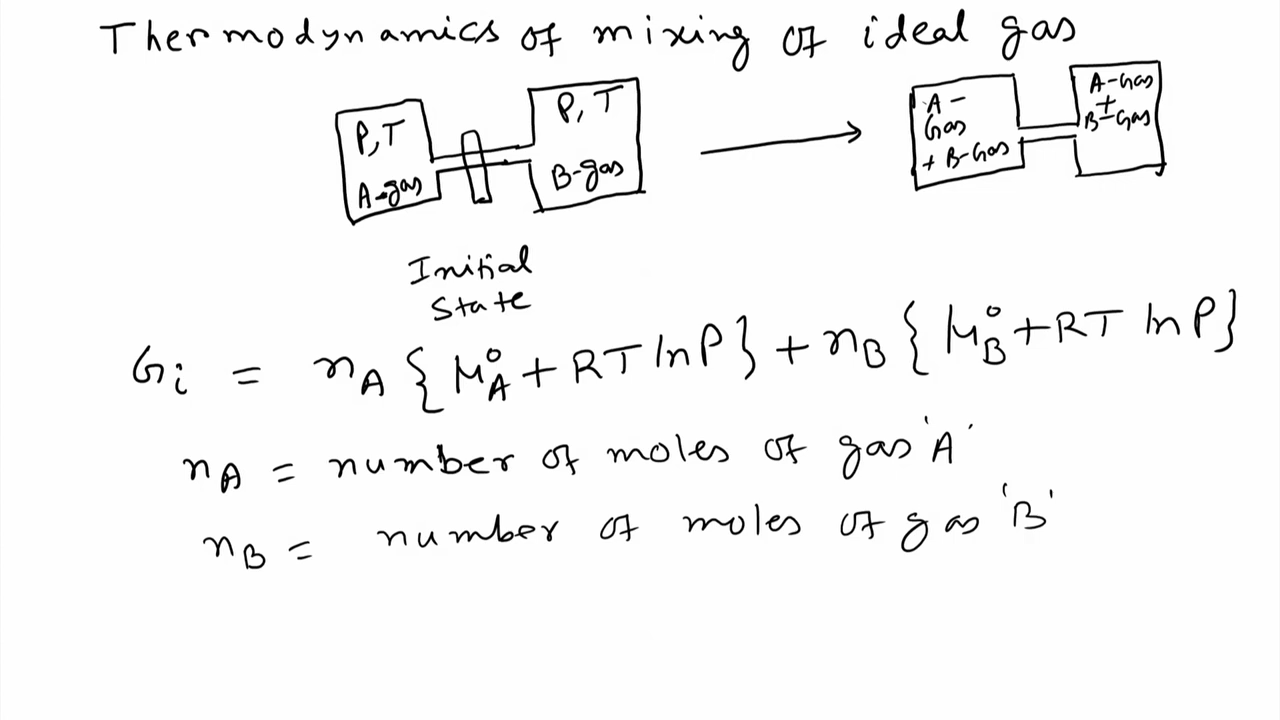 Thermodynamics of mixing of ideal gas
P, T
A-gas
P, T
B-gas
A-
Gas
+ B-Gas
A-Gas
+
B-Gas
Initial
State
Gi = nA {μ°A + RT lnP} + nB {μ°B + RT lnP}
nA = number of moles of gas 'A'
nB = number of moles of gas 'B'